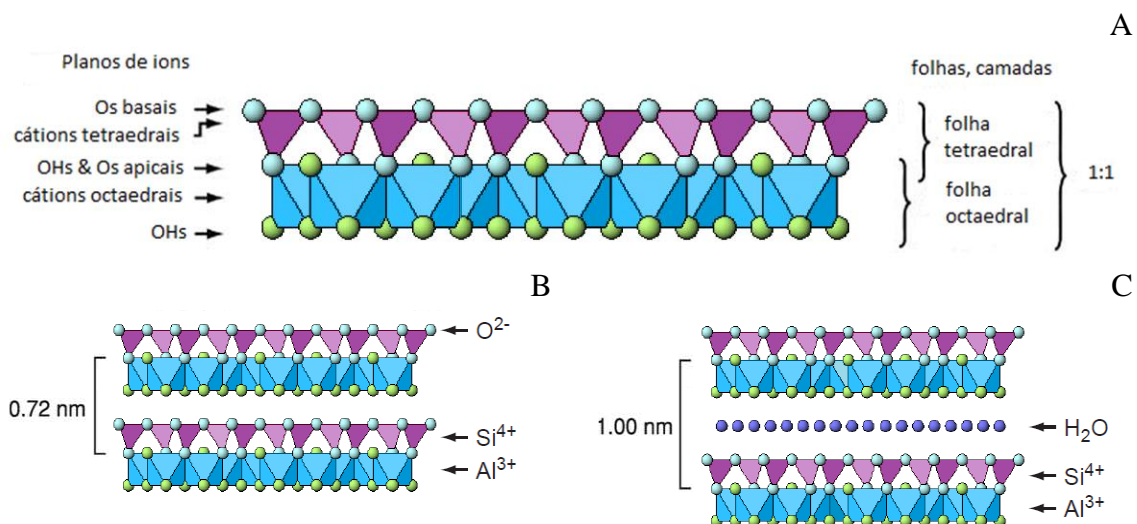 A
Planos de ions
Os basais
cátions tetraedrais
OHs & Os apicais
cátions octaedrais
OHs
folhas, camadas
folha
tetraedral
folha
octaedral
1:1
B
O2-
0.72 nm
Si4+
Al3+
C
1.00 nm
H2O
Si4+
Al3+